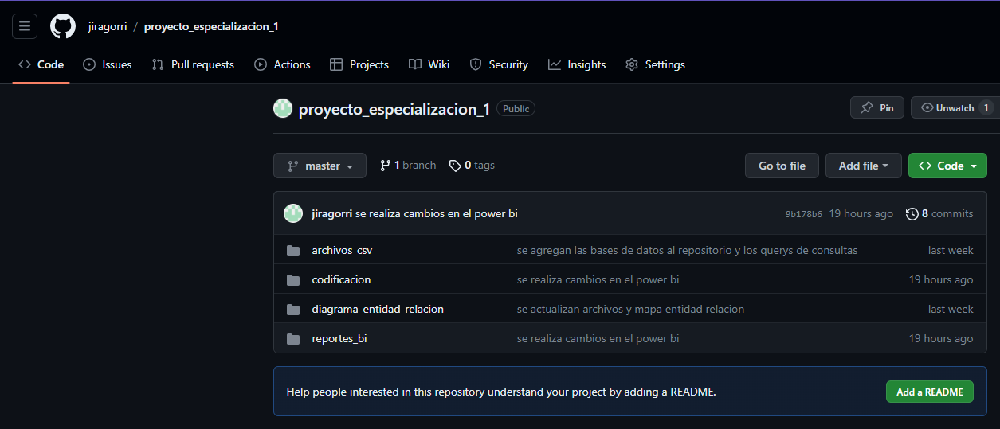 jiragorri / proyecto_especializacion_1
Code Issues Pull requests Actions Projects Wiki Security Insights Settings
proyecto_especializacion_1 Public Pin Unwatch 1
master 1 branch 0 tags Go to file Add file Code
jiragorri se realiza cambios en el power bi 9b178b6 19 hours ago 8 commits
archivos_csv se agregan las bases de datos al repositorio y los querys de consultas last week
codificacion se realiza cambios en el power bi 19 hours ago
diagrama_entidad_relacion se actualizan archivos y mapa entidad relacion last week
reportes_bi se realiza cambios en el power bi 19 hours ago
Help people interested in this repository understand your project by adding a README. Add a README